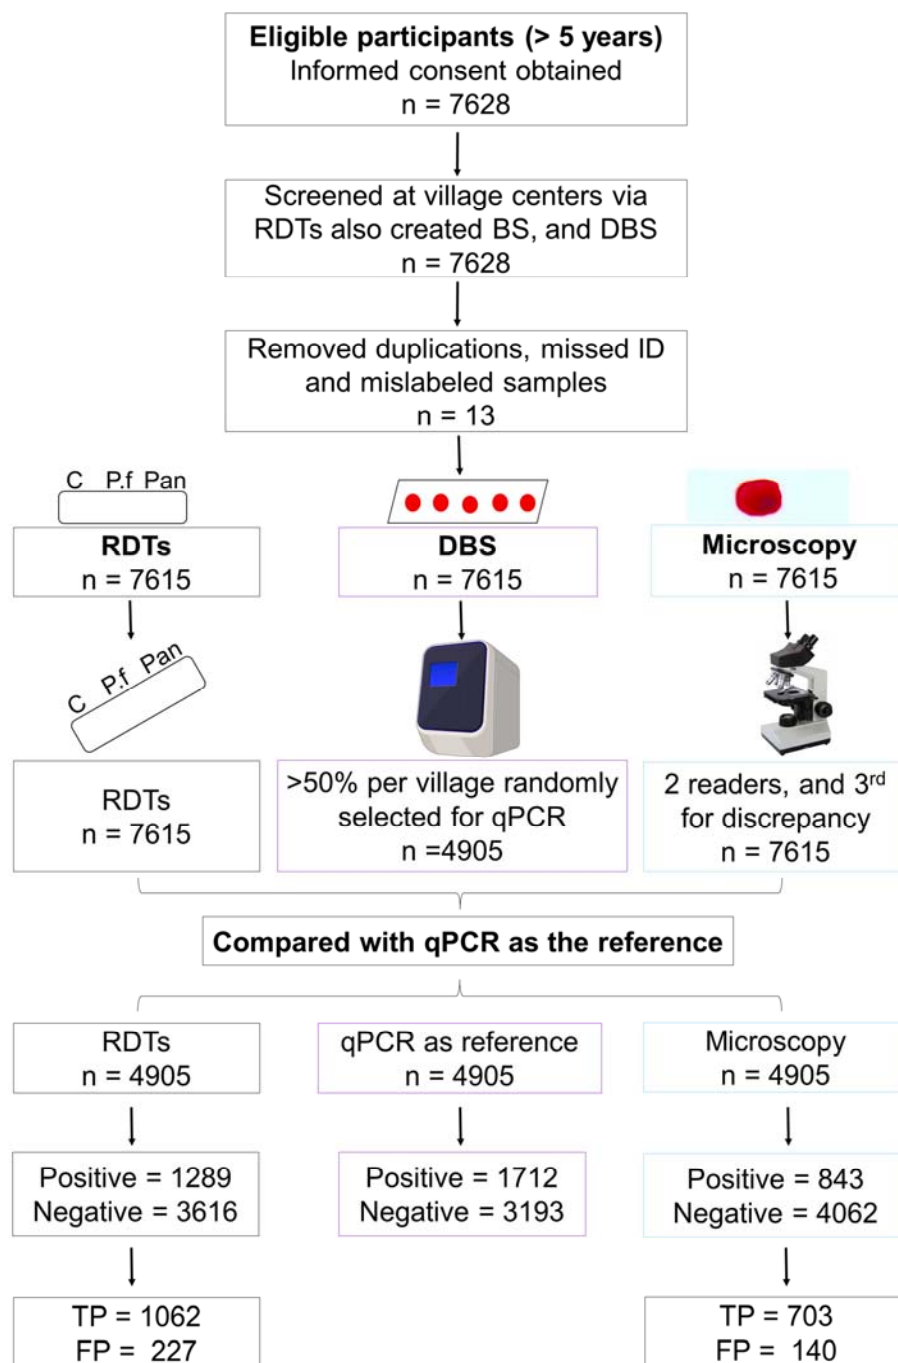 Eligible participants (> 5 years)
Informed consent obtained
n = 7628
Screened at village centers via
RDTs also created BS, and DBS
n = 7628
Removed duplications, missed ID
and mislabeled samples
n = 13
C P.f Pan
RDTs
n = 7615
DBS
n = 7615
Microscopy
n = 7615
C P.f Pan
RDTs
n = 7615
>50% per village randomly
selected for qPCR
n =4905
2 readers, and 3rd
for discrepancy
n = 7615
Compared with qPCR as the reference
RDTs
n = 4905
qPCR as reference
n = 4905
Microscopy
n = 4905
Positive = 1289
Negative = 3616
Positive = 1712
Negative = 3193
Positive = 843
Negative = 4062
TP = 1062
FP = 227
TP = 703
FP = 140